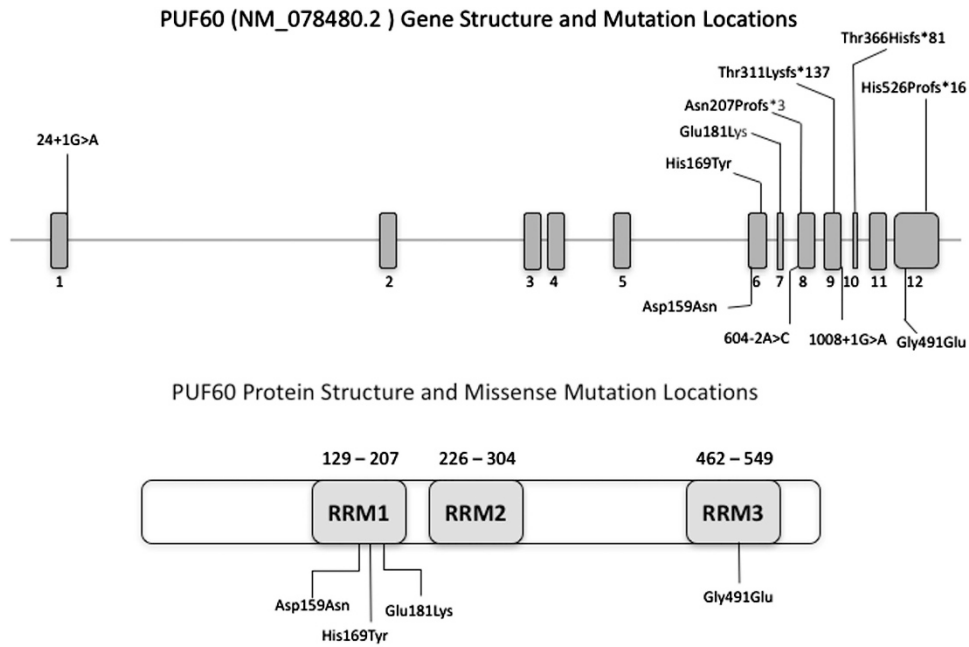 PUF60 (NM_078480.2 ) Gene Structure and Mutation Locations
Thr366Hisfs*81
Thr311Lysfs*137
His526Profs*16
Asn207Profs*3
24+1G>A
Glu181Lys
His169Tyr
1 2 3 4 5 6 7 8 9 10 11 12
Asp159Asn
604-2A>C 1008+1G>A Gly491Glu
PUF60 Protein Structure and Missense Mutation Locations
129 – 207 226 – 304 462 – 549
RRM1 RRM2 RRM3
Asp159Asn Glu181Lys Gly491Glu
His169Tyr